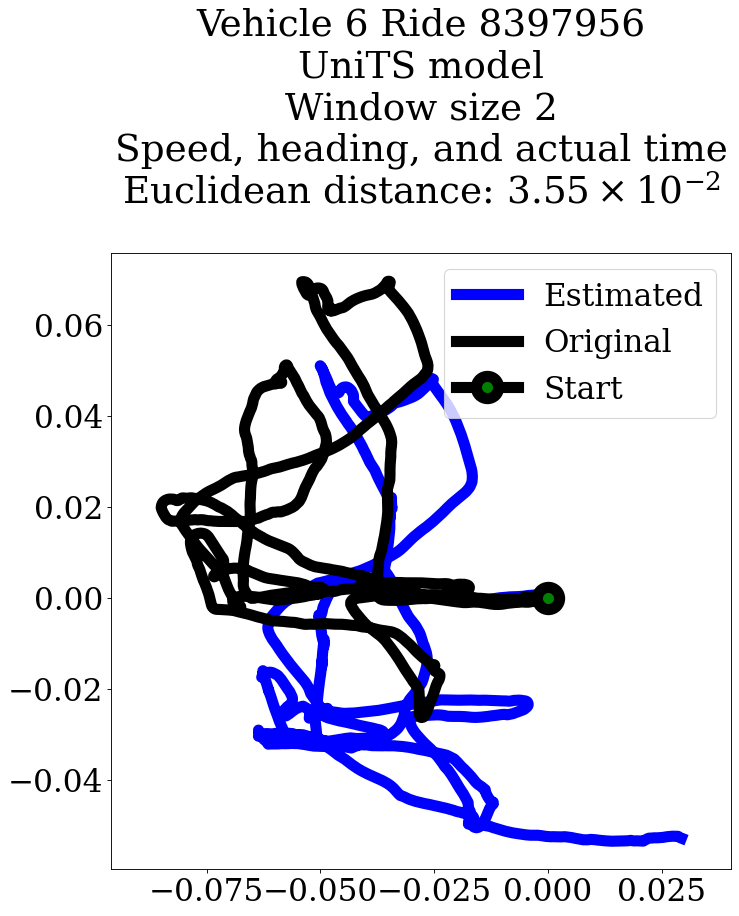 Vehicle 6 Ride 8397956
UniTS model
Window size 2
Speed, heading, and actual time
Euclidean distance: 3.55 × 10⁻²
Estimated
Original
Start
0.06
0.04
0.02
0.00
−0.02
−0.04
−0.075 −0.050 −0.025 0.000 0.025